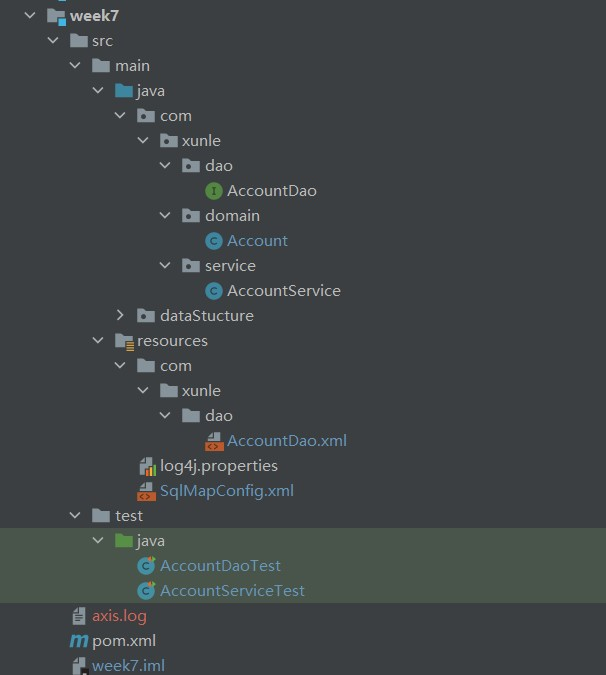 week7
src
main
java
com
xunle
dao
AccountDao
domain
Account
service
AccountService
dataStucture
resources
com
xunle
dao
AccountDao.xml
log4j.properties
SqlMapConfig.xml
test
java
AccountDaoTest
AccountServiceTest
axis.log
pom.xml
week7.iml